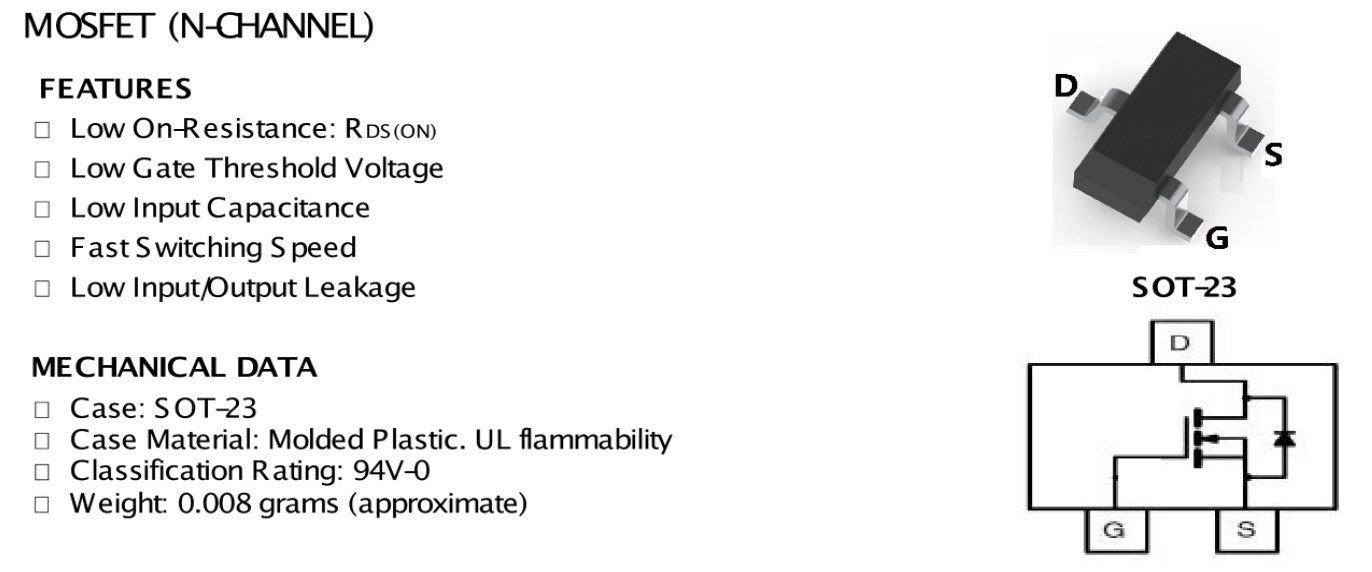 MOSFET (N-CHANNEL)
FEATURES
□ Low On-Resistance: RDS(ON)
□ Low Gate Threshold Voltage
□ Low Input Capacitance
□ Fast Switching Speed
□ Low Input/Output Leakage
MECHANICAL DATA
□ Case: SOT-23
□ Case Material: Molded Plastic. UL flammability
□ Classification Rating: 94V-0
□ Weight: 0.008 grams (approximate)
D
S
G
SOT-23
D
G
S